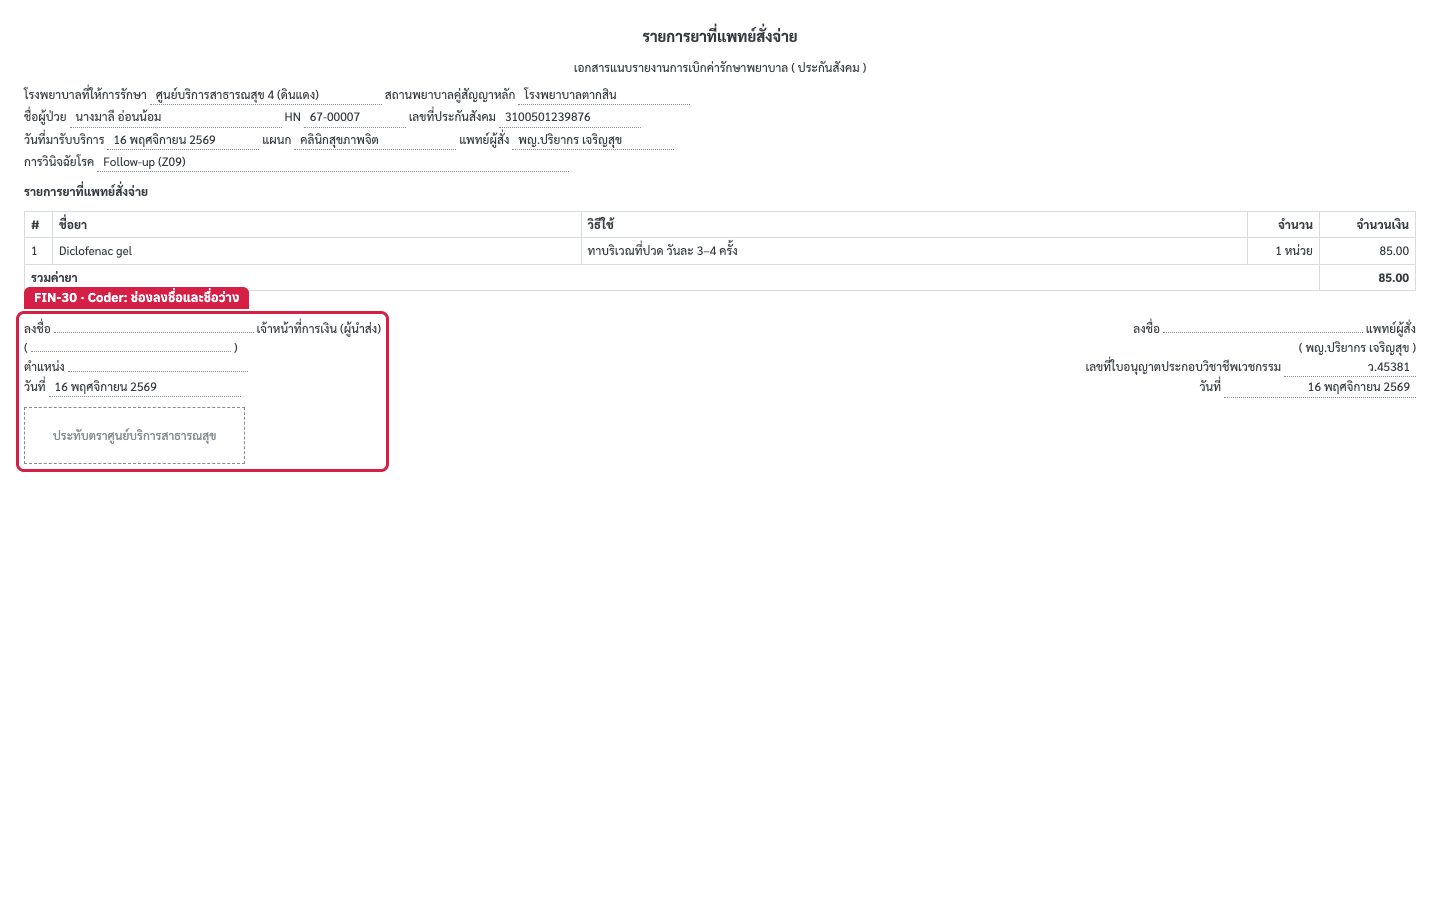 รายการยาที่แพทย์สั่งจ่าย
เอกสารแนบรายงานการเบิกค่ารักษาพยาบาล ( ประกันสังคม )
โรงพยาบาลที่ให้การรักษา ศูนย์บริการสาธารณสุข 4 (ดินแดง) สถานพยาบาลคู่สัญญาหลัก โรงพยาบาลตากสิน
ชื่อผู้ป่วย นางมาลี อ่อนน้อม HN 67-00007 เลขที่ประกันสังคม 3100501239876
วันที่มารับบริการ 16 พฤศจิกายน 2569 แผนก คลินิกสุขภาพจิต แพทย์ผู้สั่ง พญ.ปริยากร เจริญสุข
การวินิจฉัยโรค Follow-up (Z09)
รายการยาที่แพทย์สั่งจ่าย
# ชื่อยา วิธีใช้ จำนวน จำนวนเงิน
1 Diclofenac gel ทาบริเวณที่ปวด วันละ 3–4 ครั้ง 1 หน่วย 85.00
รวมค่ายา 85.00
FIN-30 · Coder: ช่องลงชื่อและชื่อว่าง
ลงชื่อ เจ้าหน้าที่การเงิน (ผู้นำส่ง) ลงชื่อ แพทย์ผู้สั่ง
( ) ( พญ.ปริยากร เจริญสุข )
ตำแหน่ง เลขที่ใบอนุญาตประกอบวิชาชีพเวชกรรม ว.45381
วันที่ 16 พฤศจิกายน 2569 วันที่ 16 พฤศจิกายน 2569
ประทับตราศูนย์บริการสาธารณสุข